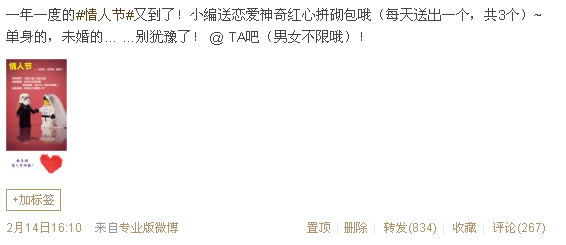 一年一度的#情人节#又到了！小编送恋爱神奇红心拼砌包哦（每天送出一个，共3个）~
单身的，未婚的... ...别犹豫了！ @ TA吧（男女不限哦）！
情人节
+加标签
2月14日16:10 来自专业版微博 置顶 | 删除 | 转发(834) | 收藏 | 评论(267)